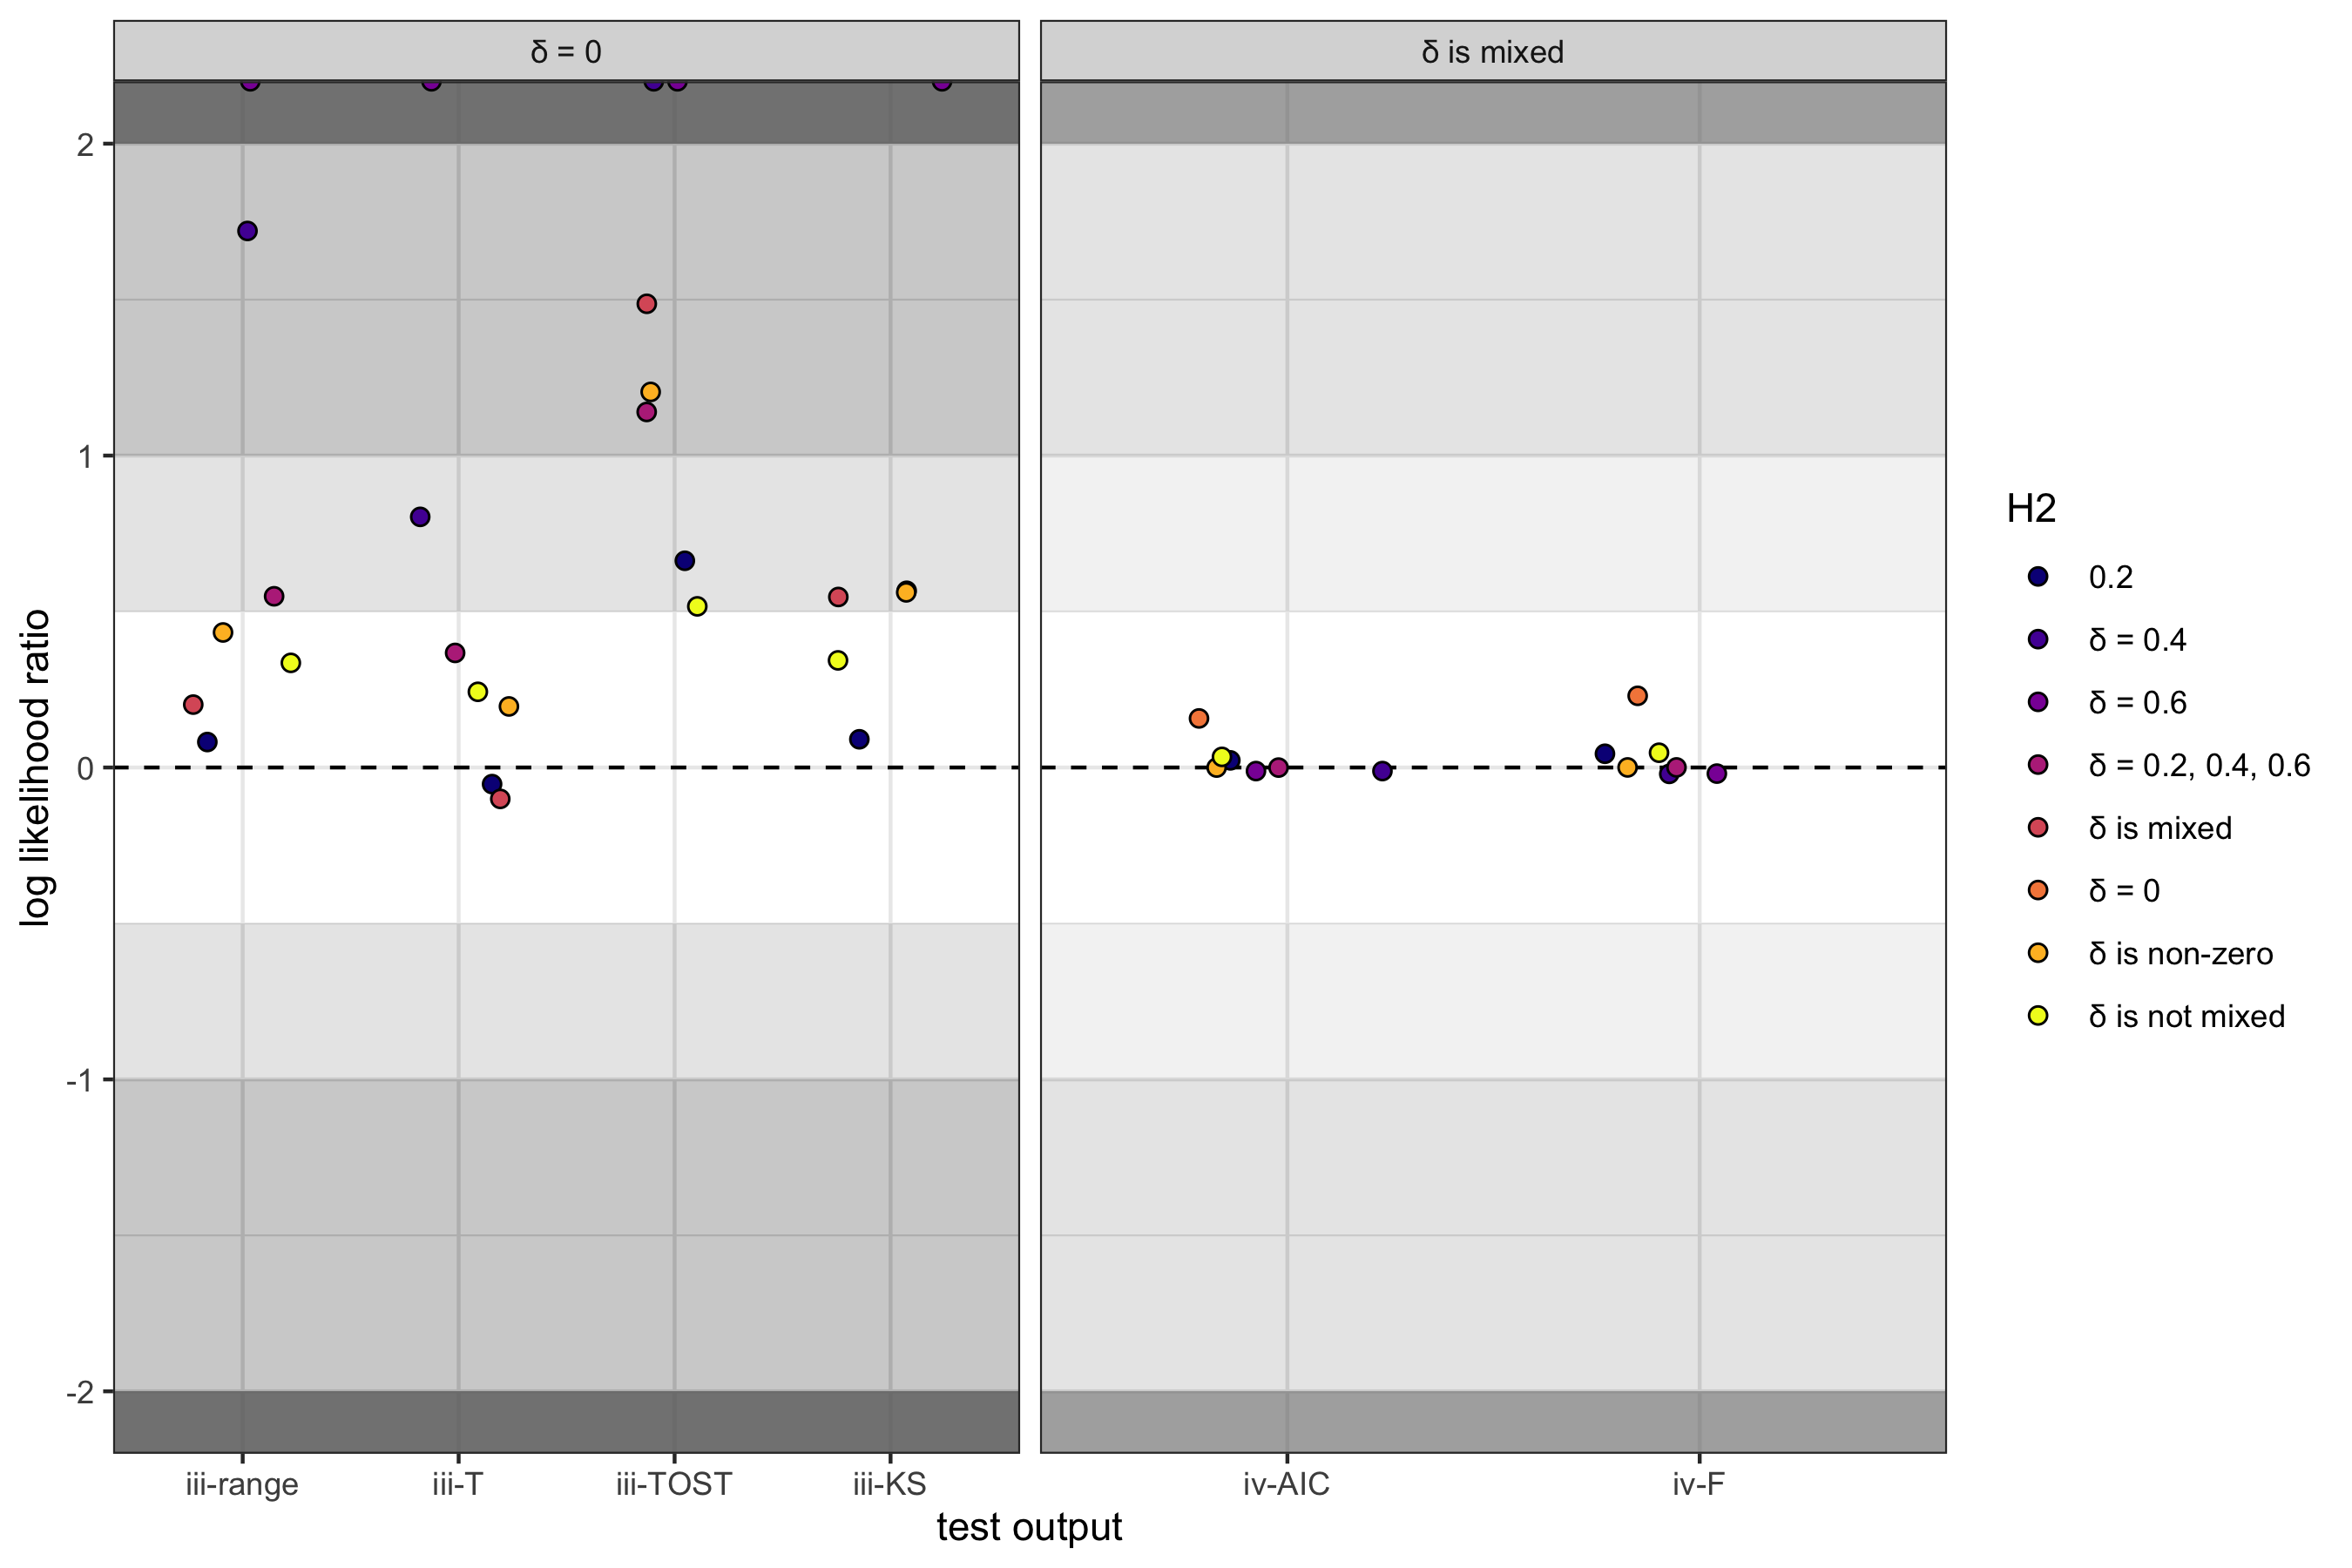 δ = 0
δ is mixed
log likelihood ratio
2
1
0
-1
-2
iii-range
iii-T
iii-TOST
iii-KS
iv-AIC
iv-F
test output
H2
0.2
δ = 0.4
δ = 0.6
δ = 0.2, 0.4, 0.6
δ is mixed
δ = 0
δ is non-zero
δ is not mixed